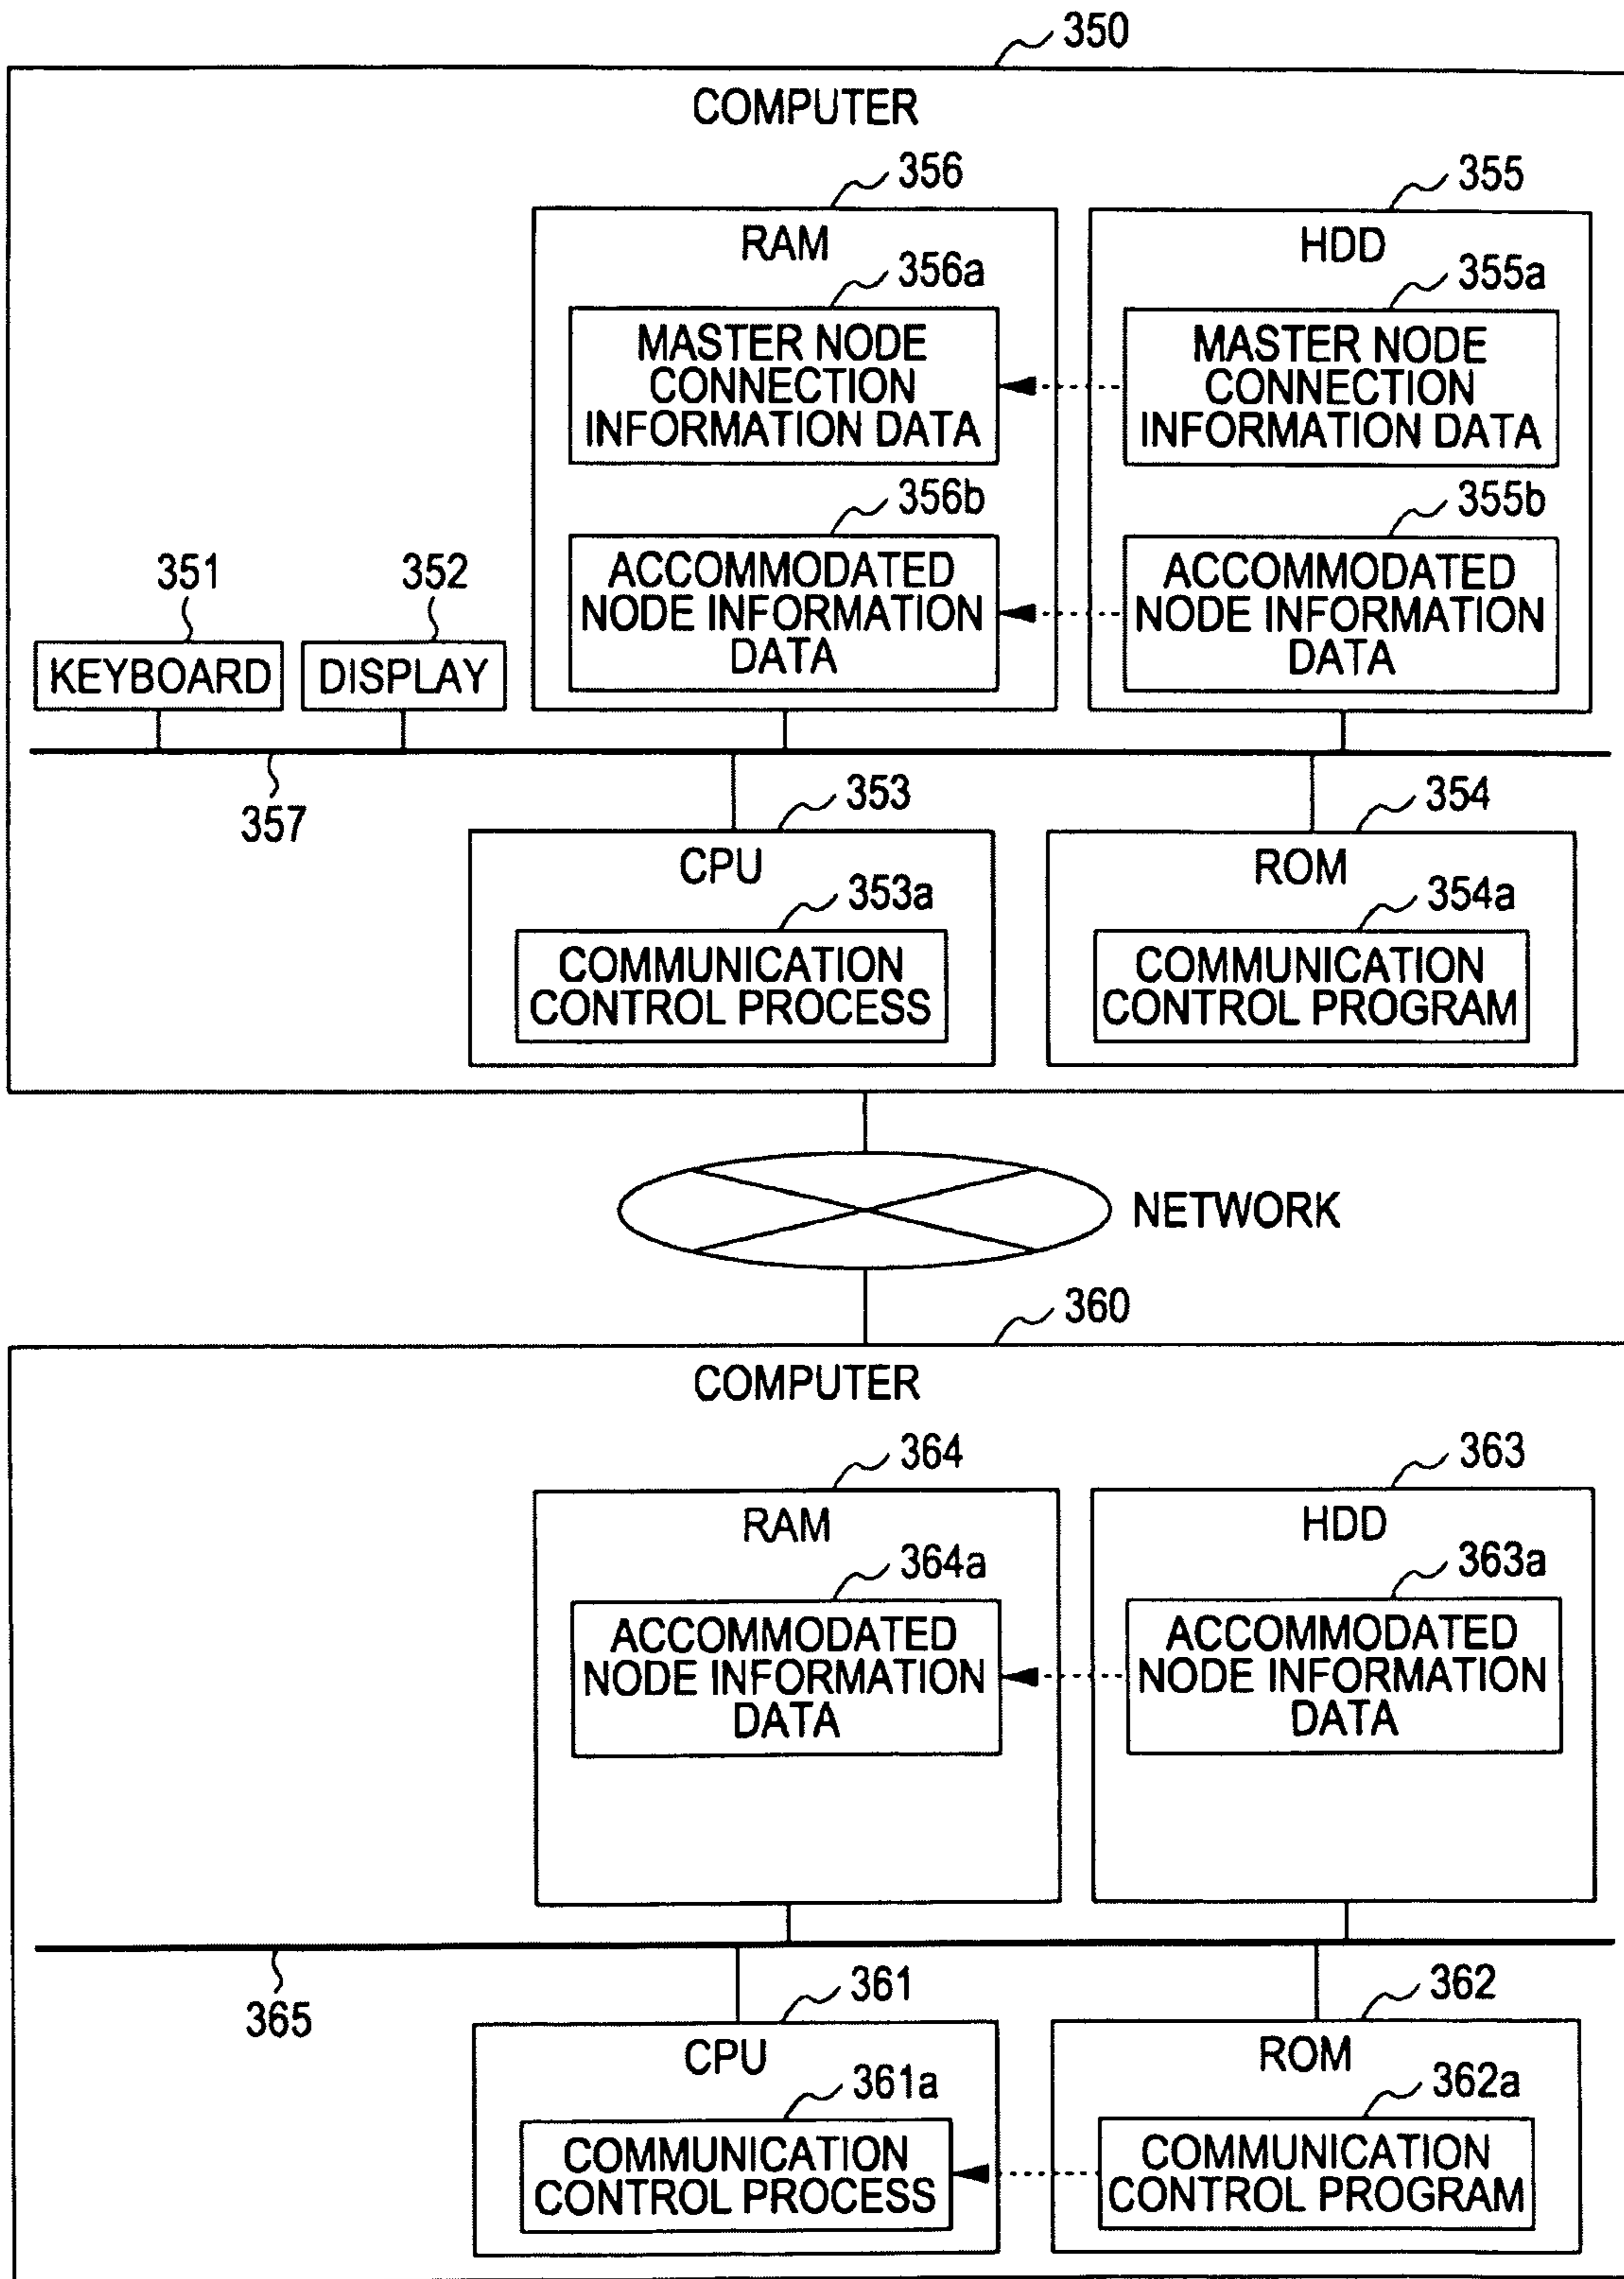 350
COMPUTER
356
355
RAM
HDD
356a
355a
MASTER NODE
CONNECTION
INFORMATION DATA
MASTER NODE
CONNECTION
INFORMATION DATA
356b
355b
351
352
ACCOMMODATED
NODE INFORMATION
DATA
ACCOMMODATED
NODE INFORMATION
DATA
KEYBOARD
DISPLAY
357
353
354
CPU
ROM
353a
354a
COMMUNICATION
CONTROL PROCESS
COMMUNICATION
CONTROL PROGRAM
NETWORK
360
COMPUTER
364
363
RAM
HDD
364a
363a
ACCOMMODATED
NODE INFORMATION
DATA
ACCOMMODATED
NODE INFORMATION
DATA
365
361
362
CPU
ROM
361a
362a
COMMUNICATION
CONTROL PROCESS
COMMUNICATION
CONTROL PROGRAM